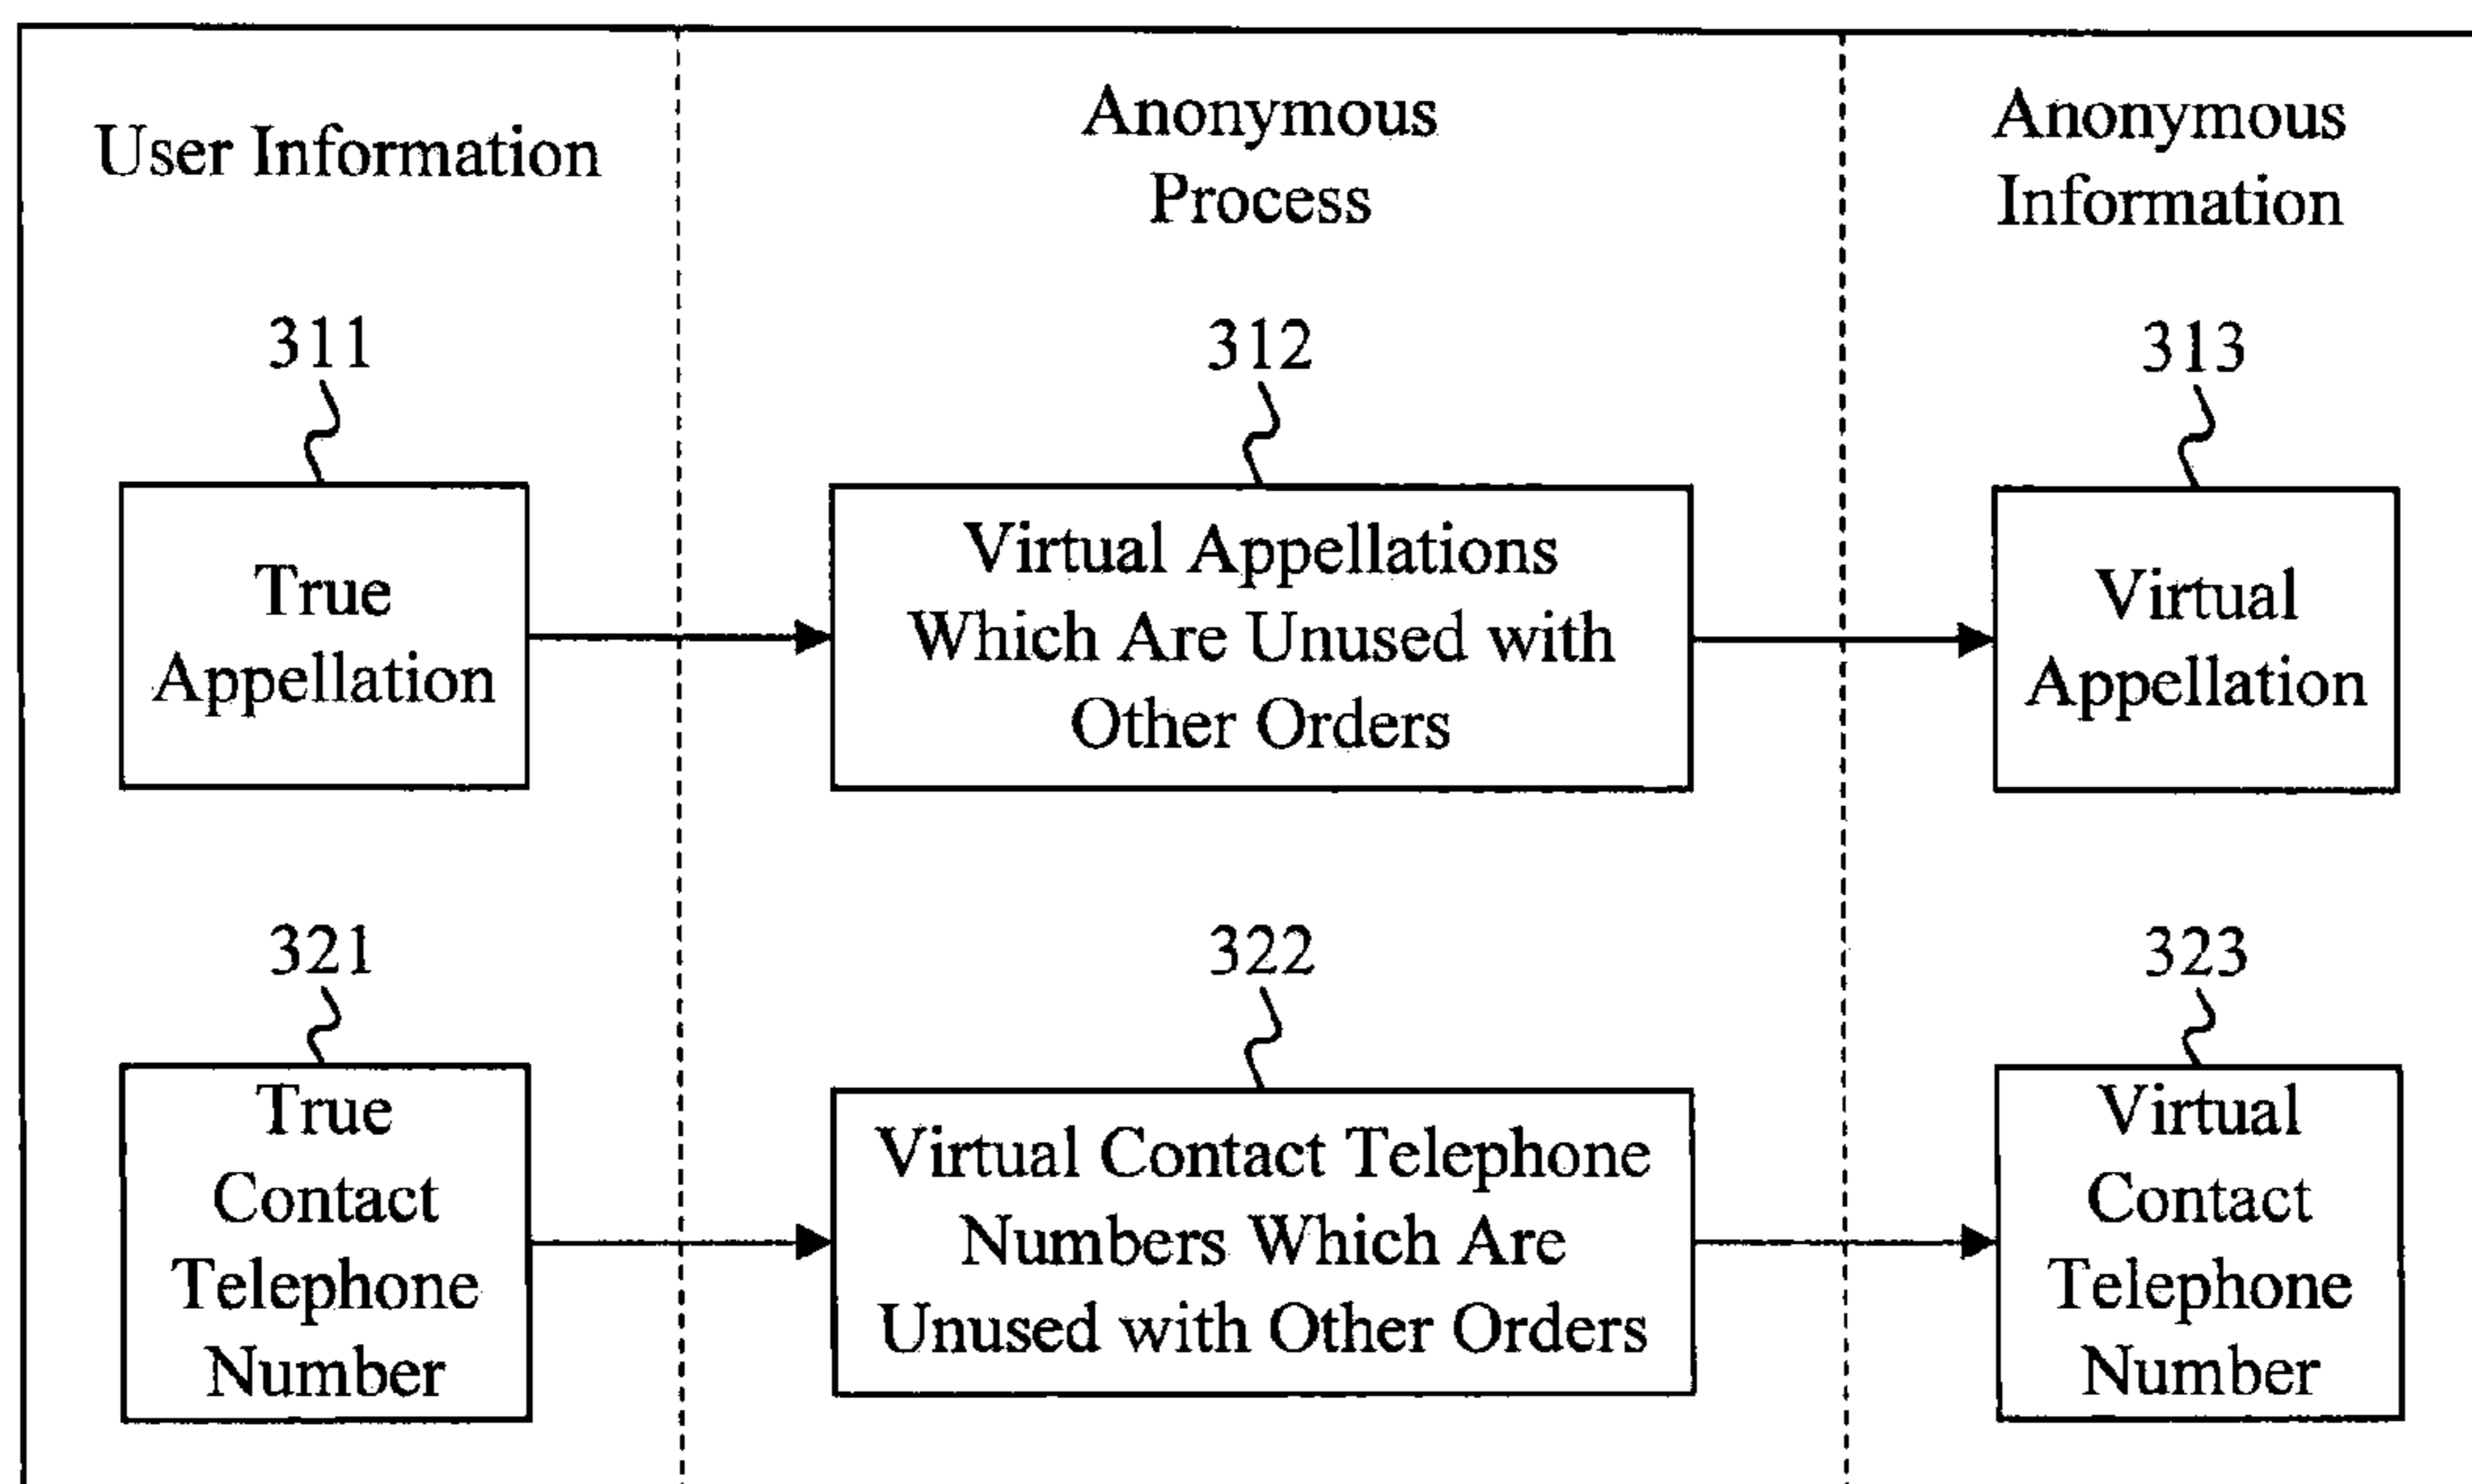 User Information
Anonymous
Process
Anonymous
Information
311
312
313
True
Appellation
Virtual Appellations
Which Are Unused with
Other Orders
Virtual
Appellation
321
322
323
True
Contact
Telephone
Number
Virtual Contact Telephone
Numbers Which Are
Unused with Other Orders
Virtual
Contact
Telephone
Number